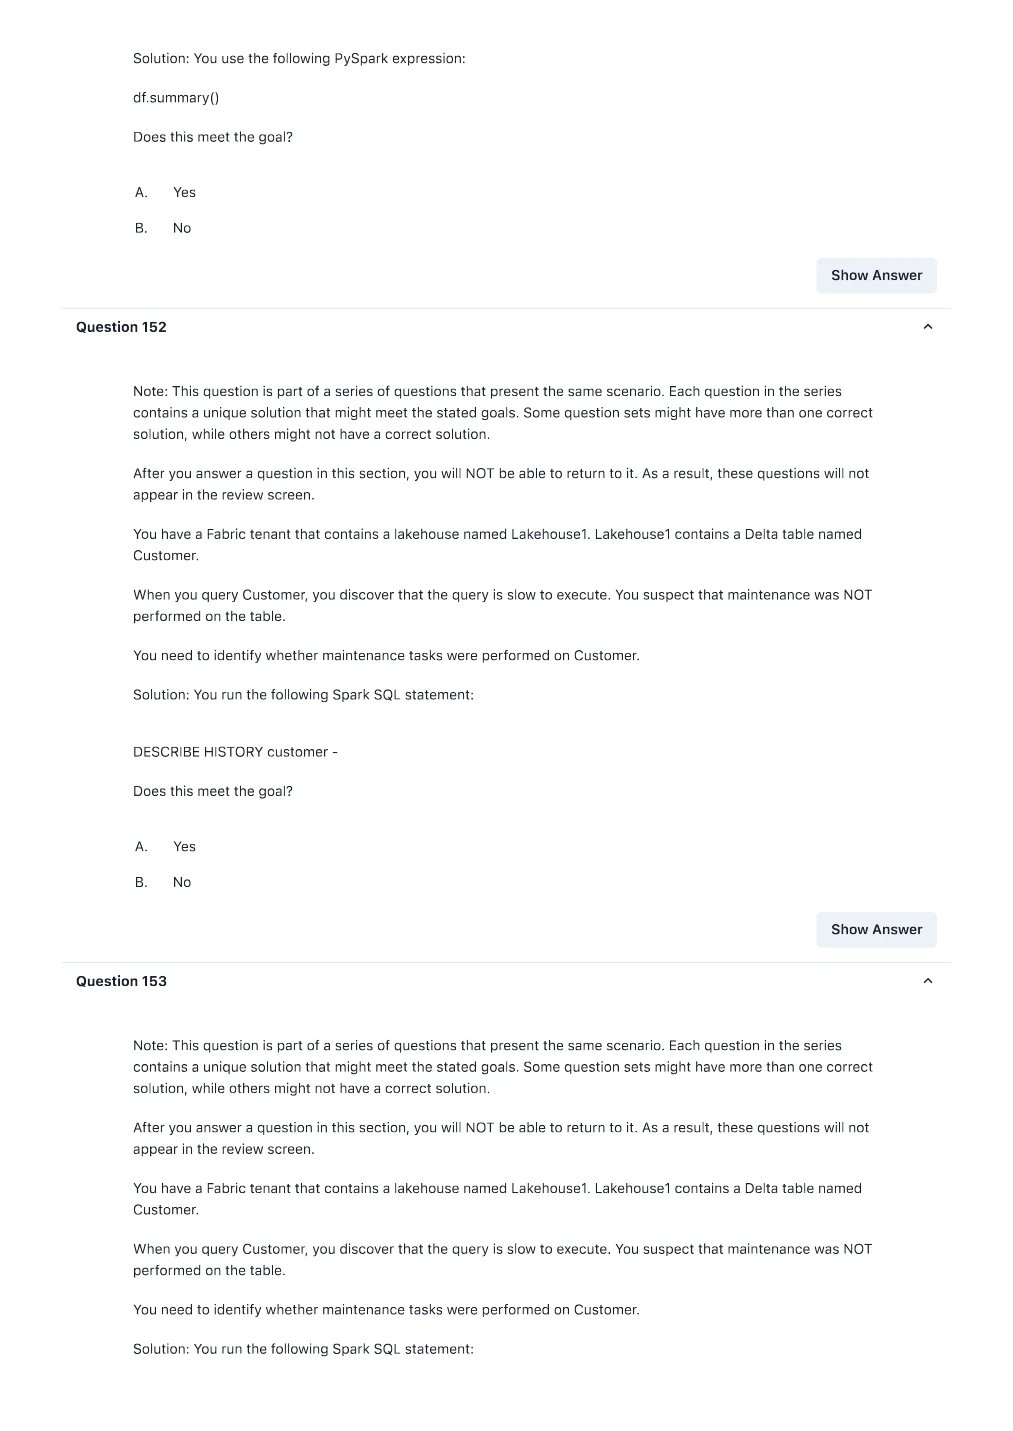 Solution: You use the following PySpark expression:
df.summary()
Does this meet the goal?
A. Yes
B. No
Show Answer
Question 152
Note: This question is part of a series of questions that present the same scenario. Each question in the series
contains a unique solution that might meet the stated goals. Some question sets might have more than one correct
solution, while others might not have a correct solution.
After you answer a question in this section, you will NOT be able to return to it. As a result, these questions will not
appear in the review screen.
You have a Fabric tenant that contains a lakehouse named Lakehouse1. Lakehouse1 contains a Delta table named
Customer.
When you query Customer, you discover that the query is slow to execute. You suspect that maintenance was NOT
performed on the table.
You need to identify whether maintenance tasks were performed on Customer.
Solution: You run the following Spark SQL statement:
DESCRIBE HISTORY customer -
Does this meet the goal?
A. Yes
B. No
Show Answer
Question 153
Note: This question is part of a series of questions that present the same scenario. Each question in the series
contains a unique solution that might meet the stated goals. Some question sets might have more than one correct
solution, while others might not have a correct solution.
After you answer a question in this section, you will NOT be able to return to it. As a result, these questions will not
appear in the review screen.
You have a Fabric tenant that contains a lakehouse named Lakehouse1. Lakehouse1 contains a Delta table named
Customer.
When you query Customer, you discover that the query is slow to execute. You suspect that maintenance was NOT
performed on the table.
You need to identify whether maintenance tasks were performed on Customer.
Solution: You run the following Spark SQL statement: